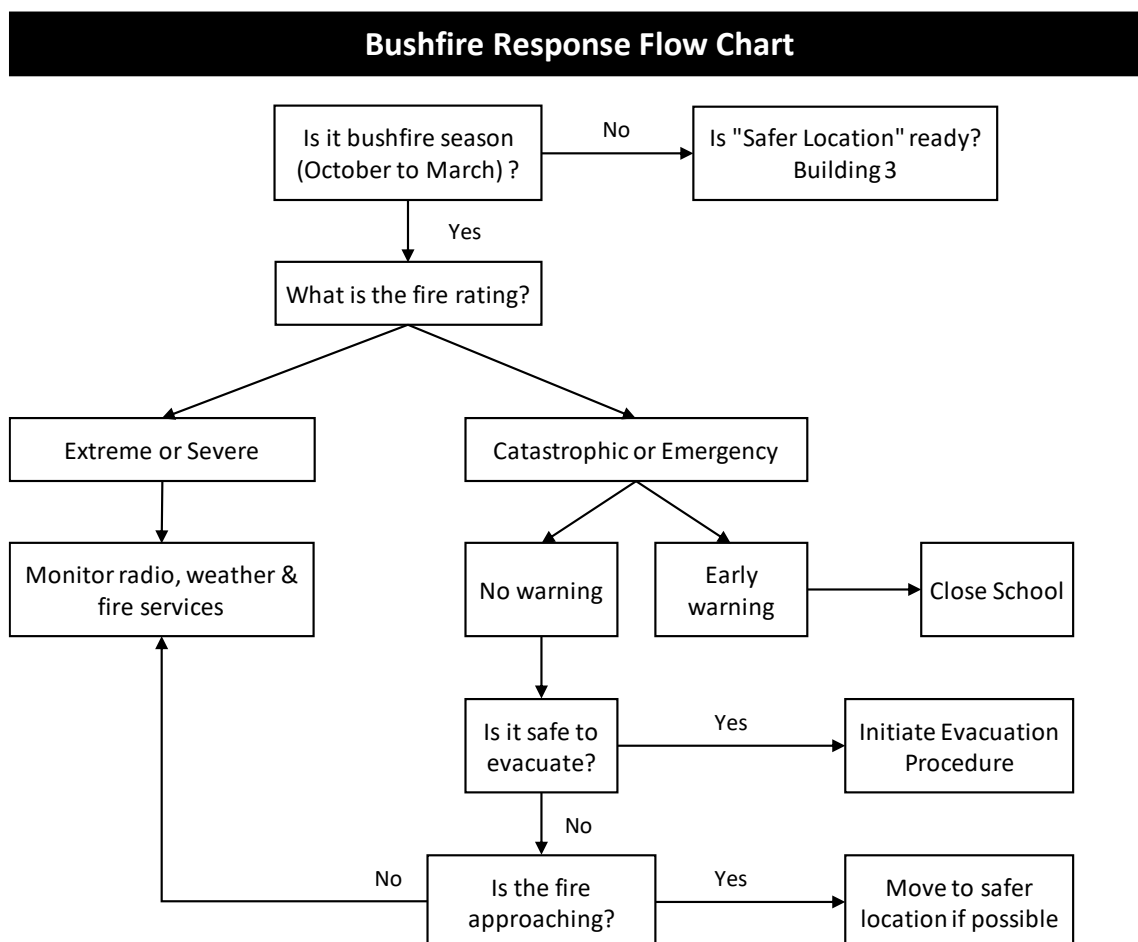 Bushfire Response Flow Chart
Is it bushfire season
(October to March) ?
No
Is "Safer Location" ready?
Building 3
Yes
What is the fire rating?
Extreme or Severe
Catastrophic or Emergency
Monitor radio, weather &
fire services
No warning
Early
warning
Close School
Is it safe to
evacuate?
Yes
Initiate Evacuation
Procedure
No
Is the fire
approaching?
No
Yes
Move to safer
location if possible